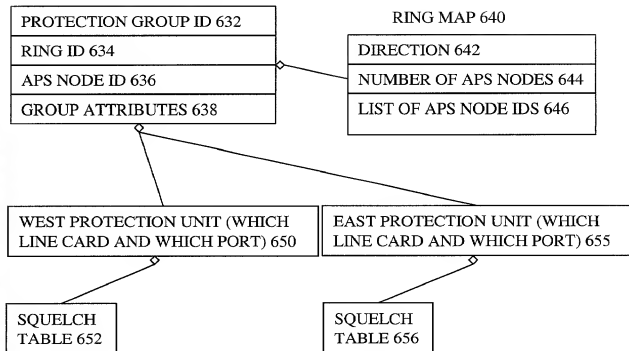 PROTECTION GROUP ID 632
RING ID 634
APS NODE ID 636
GROUP ATTRIBUTES 638
RING MAP 640
DIRECTION 642
NUMBER OF APS NODES 644
LIST OF APS NODE IDS 646
WEST PROTECTION UNIT (WHICH
LINE CARD AND WHICH PORT) 650
EAST PROTECTION UNIT (WHICH
LINE CARD AND WHICH PORT) 655
SQUELCH
TABLE 652
SQUELCH
TABLE 656